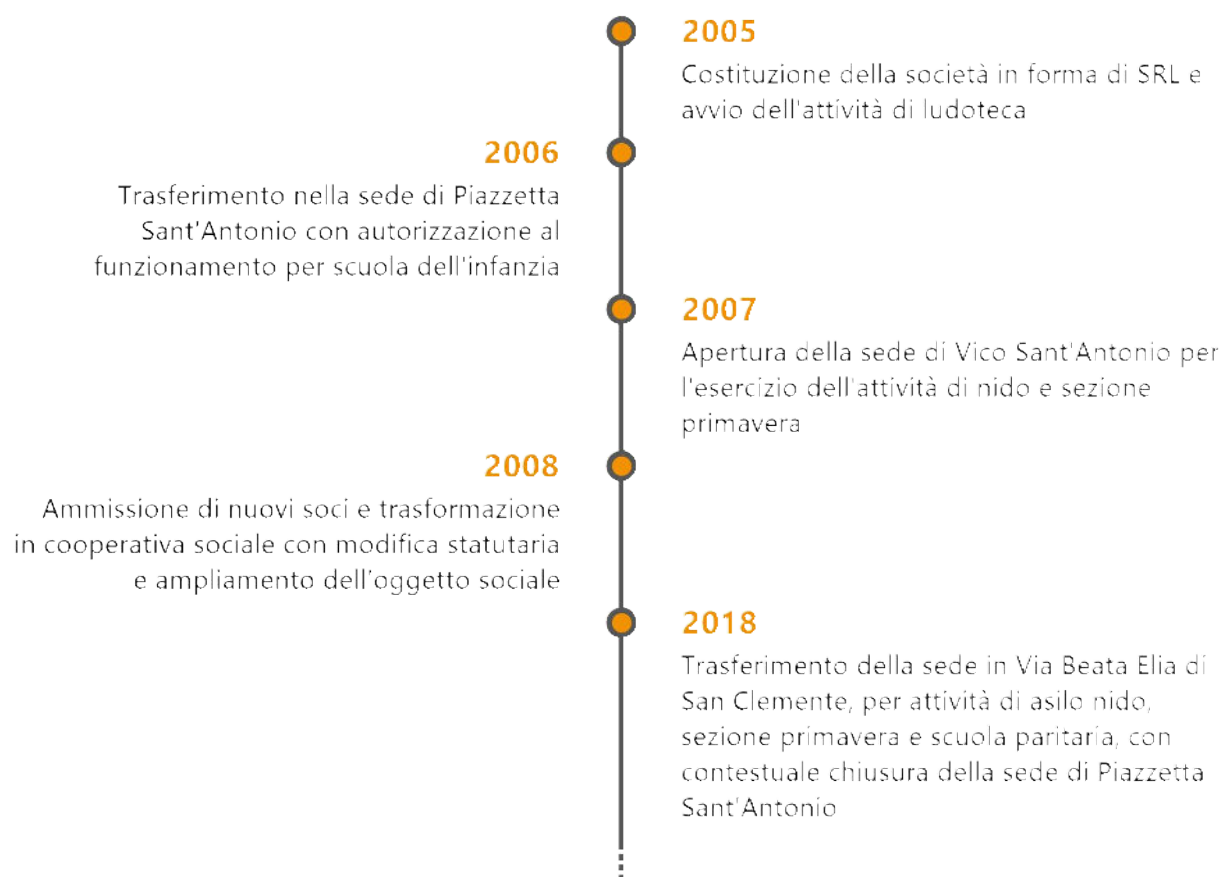 2005
Costituzione della società in forma di SRL e
avvio dell'attività di ludoteca
2006
Trasferimento nella sede di Piazzetta
Sant'Antonio con autorizzazione al
funzionamento per scuola dell'infanzia
2007
Apertura della sede di Vico Sant'Antonio per
l'esercizio dell'attività di nido e sezione
primavera
2008
Ammissione di nuovi soci e trasformazione
in cooperativa sociale con modifica statutaria
e ampliamento dell'oggetto sociale
2018
Trasferimento della sede in Via Beata Elia di
San Clemente, per attività di asilo nido,
sezione primavera e scuola paritaria, con
contestuale chiusura della sede di Piazzetta
Sant'Antonio